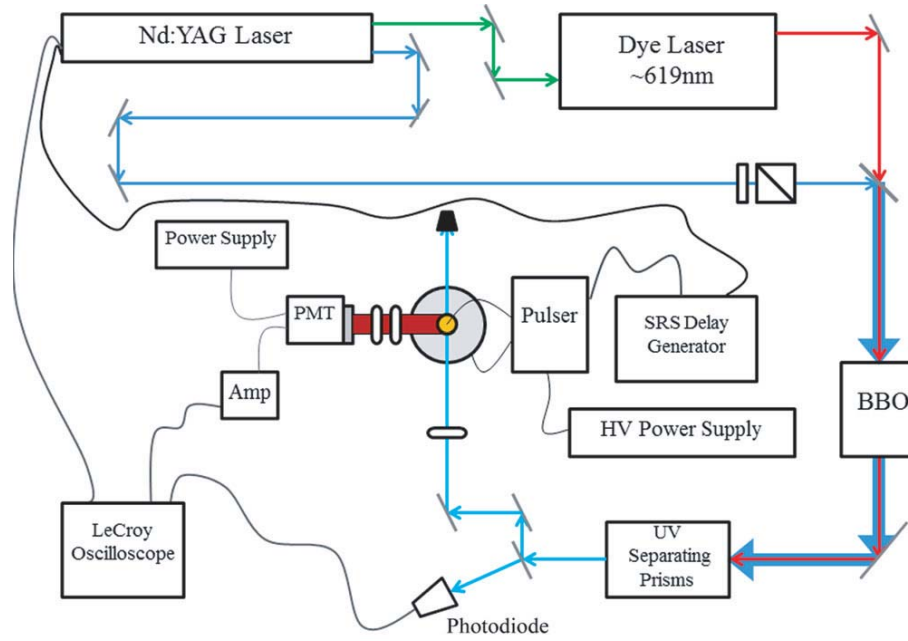 Nd:YAG Laser
Dye Laser
~619nm
Power Supply
PMT
Pulser
SRS Delay
Generator
Amp
BBO
HV Power Supply
LeCroy
Oscilloscope
UV
Separating
Prisms
Photodiode